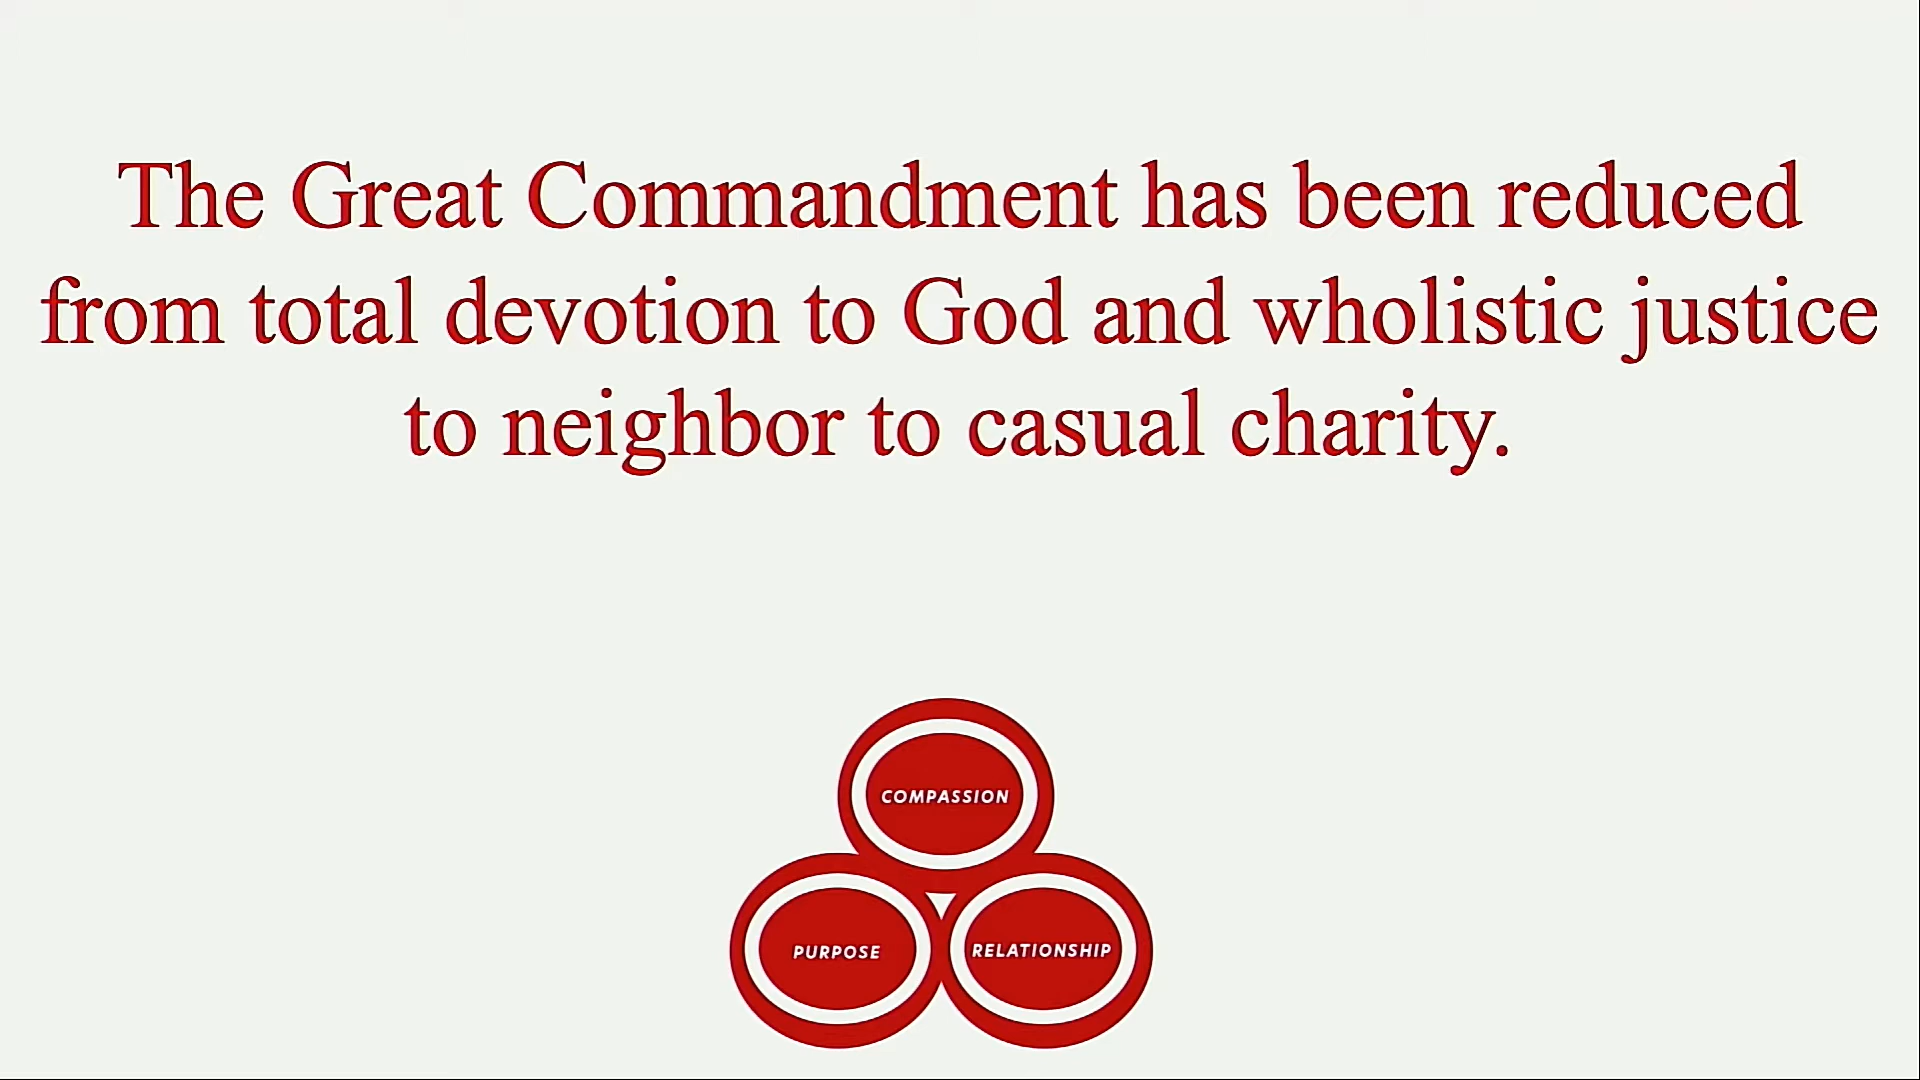 The Great Commandment has been reduced
from total devotion to God and wholistic justice
to neighbor to casual charity.
COMPASSION
PURPOSE
RELATIONSHIP